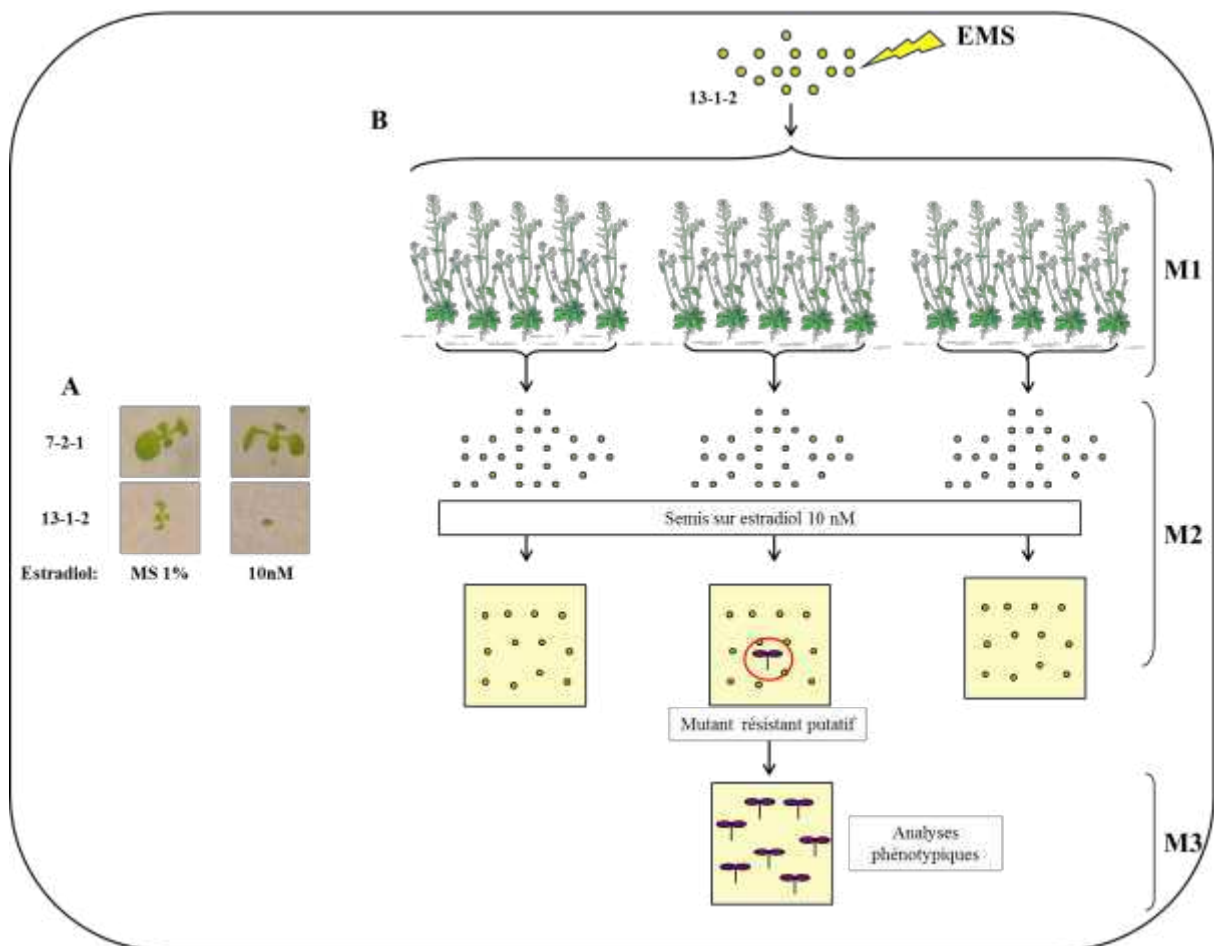 EMS
13-1-2
B
M1
A
7-2-1
13-1-2
Estradiol: MS 1% 10nM
Semis sur estradiol 10 nM
M2
Mutant résistant putatif
Analyses
phénotypiques
M3